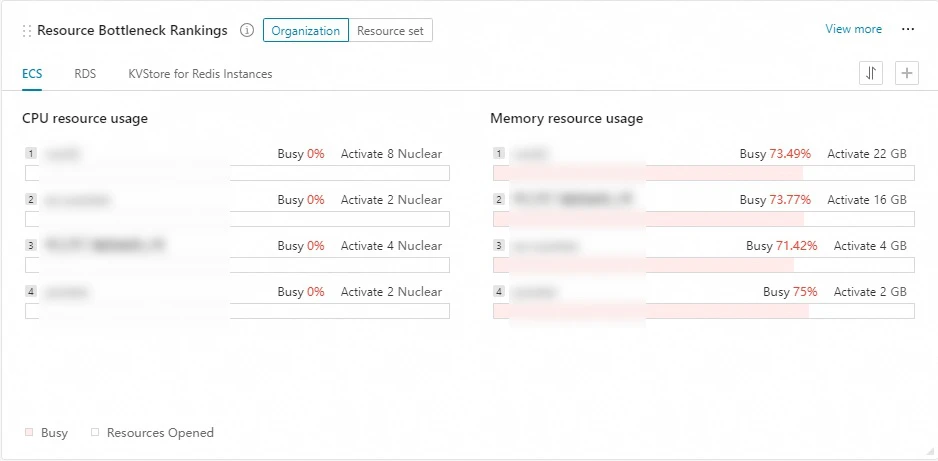 Resource Bottleneck Rankings Organization Resource set View more
ECS RDS KVStore for Redis Instances
CPU resource usage
1 Busy 0% Activate 8 Nuclear
2 Busy 0% Activate 2 Nuclear
3 Busy 0% Activate 4 Nuclear
4 Busy 0% Activate 2 Nuclear
Memory resource usage
1 Busy 73.49% Activate 22 GB
2 Busy 73.77% Activate 16 GB
3 Busy 71.42% Activate 4 GB
4 Busy 75% Activate 2 GB
Busy Resources Opened